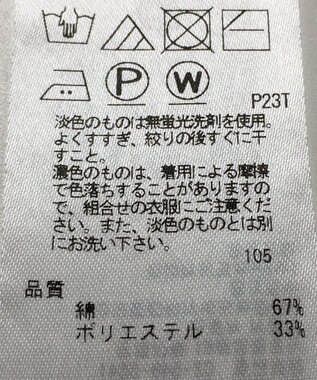 P
W
P23T
淡色のものは無蛍光洗剤を使用。
よくすすぎ、絞りの後すぐに干
すこと。
濃色のものは、着用による摩擦
で色落ちすることがありますの
で、組合せの衣服にご注意くだ
さい。また、淡色のものとは別
にお洗い下さい。
105
品質
綿 67%
ポリエステル 33%